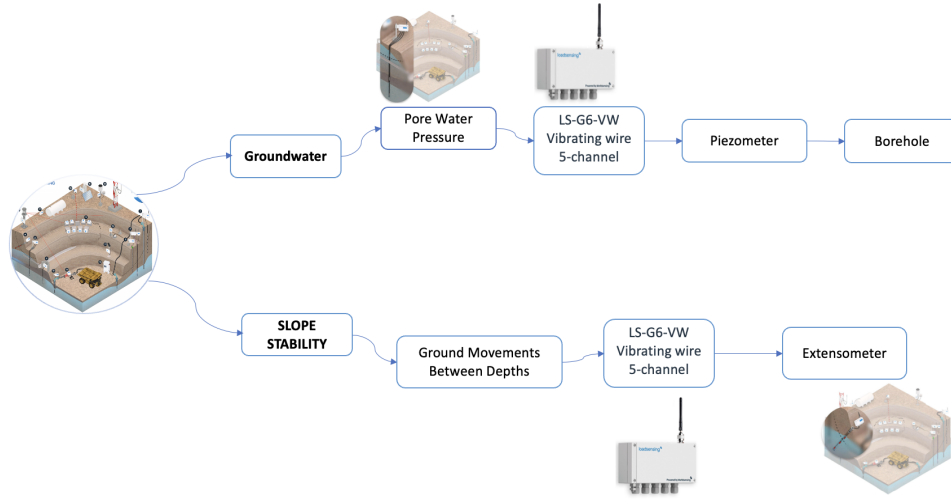 Pore Water
Pressure
LS-G6-VW
Vibrating wire
5-channel
Piezometer
Borehole
Groundwater
SLOPE
STABILITY
Ground Movements
Between Depths
LS-G6-VW
Vibrating wire
5-channel
Extensometer